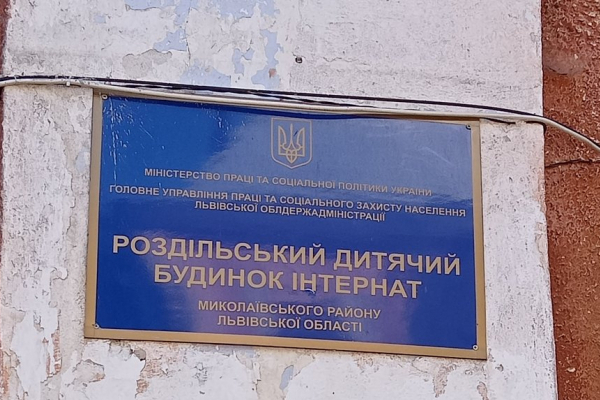 МІНІСТЕРСТВО ПРАЦІ ТА СОЦІАЛЬНОЇ ПОЛІТИКИ УКРАЇНИ
ГОЛОВНЕ УПРАВЛІННЯ ПРАЦІ ТА СОЦІАЛЬНОГО ЗАХИСТУ НАСЕЛЕННЯ
ЛЬВІВСЬКОЇ ОБЛДЕРЖАДМІНІСТРАЦІЇ
РОЗДІЛЬСЬКИЙ ДИТЯЧИЙ
БУДИНОК ІНТЕРНАТ
МИКОЛАЇВСЬКОГО РАЙОНУ
ЛЬВІВСЬКОЇ ОБЛАСТІ